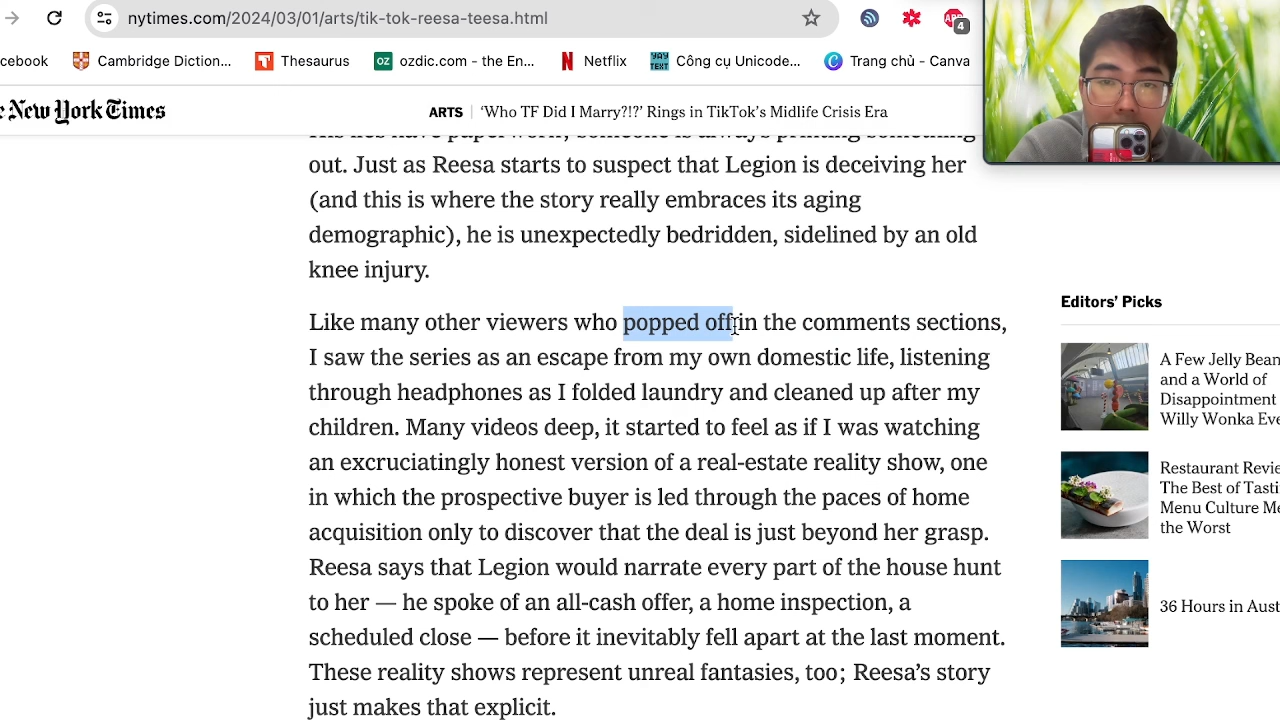 nytimes.com/2024/03/01/arts/tik-tok-reesa-teesa.html
4
cebook Cambridge Diction... Thesaurus ozdic.com - the En... Netflix Công cụ Unicode... Trang chủ - Canva
New York Times ARTS | ‘Who TF Did I Marry?!?’ Rings in TikTok’s Midlife Crisis Era
out. Just as Reesa starts to suspect that Legion is deceiving her
(and this is where the story really embraces its aging
demographic), he is unexpectedly bedridden, sidelined by an old
knee injury.
Like many other viewers who popped off in the comments sections,
I saw the series as an escape from my own domestic life, listening
through headphones as I folded laundry and cleaned up after my
children. Many videos deep, it started to feel as if I was watching
an excruciatingly honest version of a real-estate reality show, one
in which the prospective buyer is led through the paces of home
acquisition only to discover that the deal is just beyond her grasp.
Reesa says that Legion would narrate every part of the house hunt
to her — he spoke of an all-cash offer, a home inspection, a
scheduled close — before it inevitably fell apart at the last moment.
These reality shows represent unreal fantasies, too; Reesa’s story
just makes that explicit.
Editors’ Picks
A Few Jelly Bean
and a World of
Disappointment
Willy Wonka Eve
Restaurant Revie
The Best of Tasti
Menu Culture Me
the Worst
36 Hours in Aust